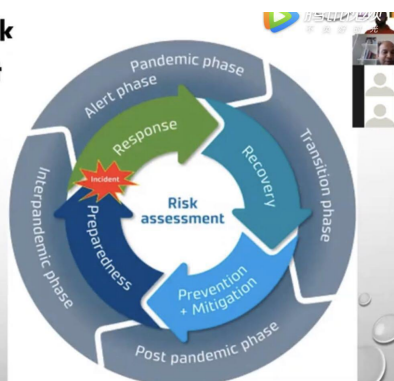 k
Pandemic phase
Alert phase
Response
Recovery
Transition phase
Incident
Risk
assessment
Interpandemic phase
Preparedness
Prevention
+ Mitigation
Post pandemic phase